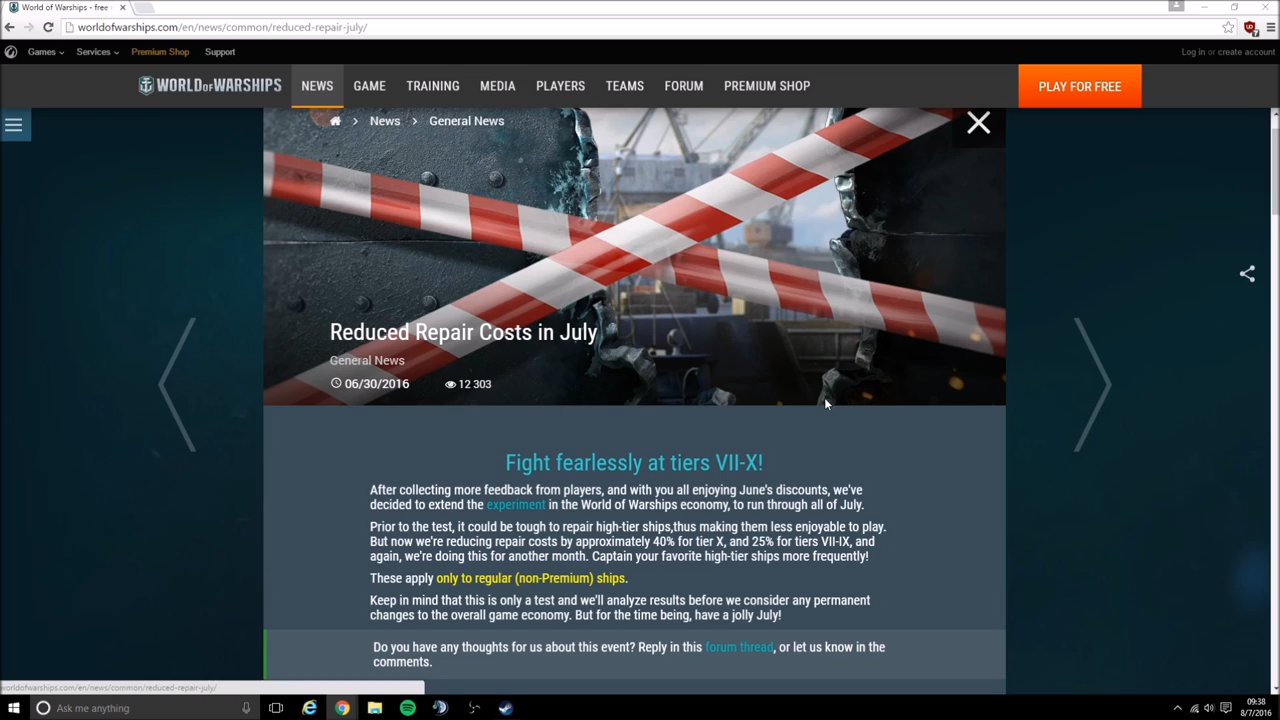 World of Warships - free
worldofwarships.com/en/news/common/reduced-repair-july/
Games Services Premium Shop Support
Log in or create account
WORLD OF WARSHIPS NEWS GAME TRAINING MEDIA PLAYERS TEAMS FORUM PREMIUM SHOP PLAY FOR FREE
News General News
Reduced Repair Costs in July
General News
06/30/2016 12 303
Fight fearlessly at tiers VII-X!
After collecting more feedback from players, and with you all enjoying June's discounts, we've
decided to extend the experiment in the World of Warships economy, to run through all of July.
Prior to the test, it could be tough to repair high-tier ships,thus making them less enjoyable to play.
But now we're reducing repair costs by approximately 40% for tier X, and 25% for tiers VII-IX, and
again, we're doing this for another month. Captain your favorite high-tier ships more frequently!
These apply only to regular (non-Premium) ships.
Keep in mind that this is only a test and we'll analyze results before we consider any permanent
changes to the overall game economy. But for the time being, have a jolly July!
Do you have any thoughts for us about this event? Reply in this forum thread, or let us know in the
comments.
worldofwarships.com/en/news/common/reduced-repair-july/
Ask me anything
09:38
8/7/2016